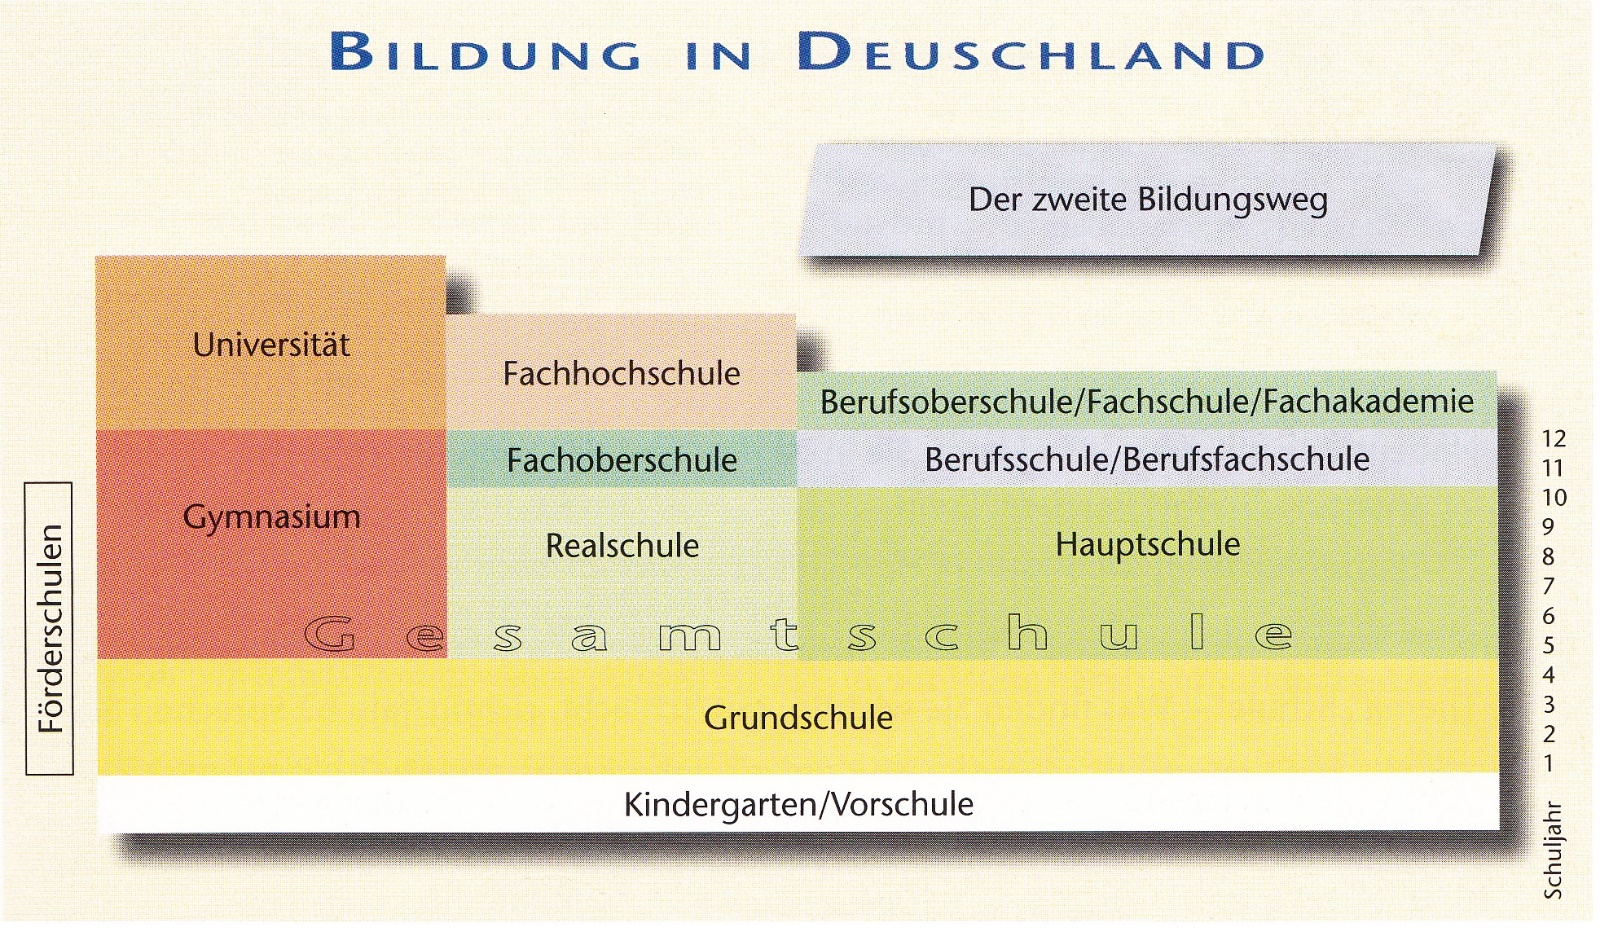 BILDUNG IN DEUSCHLAND
Der zweite Bildungsweg
Universität
Fachhochschule
Berufsoberschule/Fachschule/Fachakademie
Gymnasium
Fachoberschule
Berufsschule/Berufsfachschule
Realschule
Hauptschule
Gesamtschule
Grundschule
Kindergarten/Vorschule
Förderschulen
12
11
10
9
8
7
6
5
4
3
2
1
Schuljahr